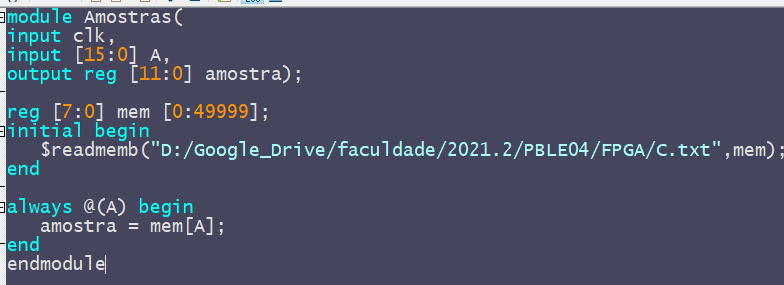 module Amostras(
input clk,
input [15:0] A,
output reg [11:0] amostra);
reg [7:0] mem [0:49999];
initial begin
$readmemb("D:/Google_Drive/faculdade/2021.2/PBLE04/FPGA/C.txt",mem);
end
always @(A) begin
amostra = mem[A];
end
endmodule